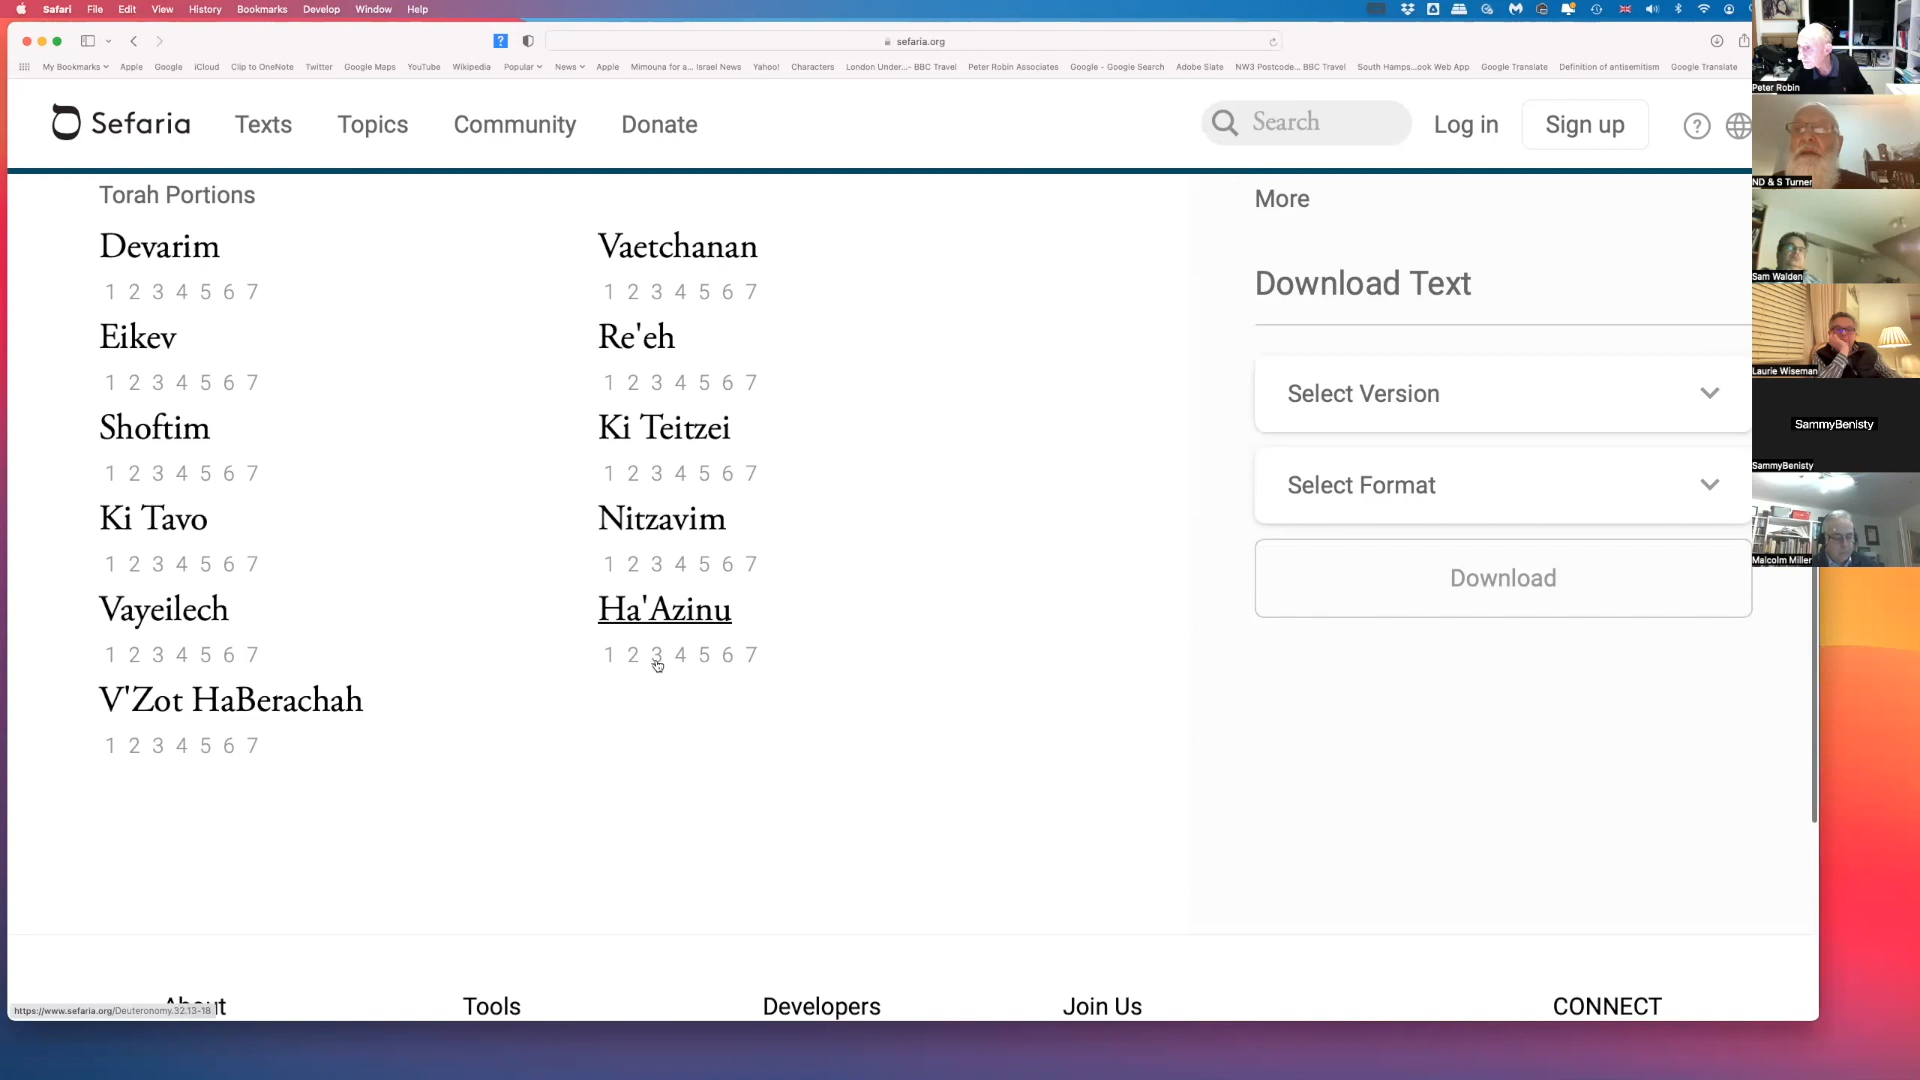 Safari File Edit View History Bookmarks Develop Window Help
sefaria.org
My Bookmarks Apple Google iCloud Clip to OneNote Twitter Google Maps YouTube Wikipedia Popular News Apple Mimouna for a... Israel News Yahoo! Characters London Under...- BBC Travel Peter Robin Associates Google - Google Search Adobe Slate NW3 Postcode... BBC Travel South Hamps...ook Web App Google Translate Definition of antisemitism Google Translate
Sefaria Texts Topics Community Donate Search Log in Sign up
Torah Portions
Devarim
1 2 3 4 5 6 7
Vaetchanan
1 2 3 4 5 6 7
Eikev
1 2 3 4 5 6 7
Re'eh
1 2 3 4 5 6 7
Shoftim
1 2 3 4 5 6 7
Ki Teitzei
1 2 3 4 5 6 7
Ki Tavo
1 2 3 4 5 6 7
Nitzavim
1 2 3 4 5 6 7
Vayeilech
1 2 3 4 5 6 7
Ha'Azinu
1 2 3 4 5 6 7
V'Zot HaBerachah
1 2 3 4 5 6 7
More
Download Text
Select Version
Select Format
Download
About Tools Developers Join Us CONNECT
https://www.sefaria.org/Deuteronomy.32.13-18
Peter Robin
ND & S Turner
Sam Walden
Laurie Wiseman
SammyBenisty
SammyBenisty
Malcolm Miller